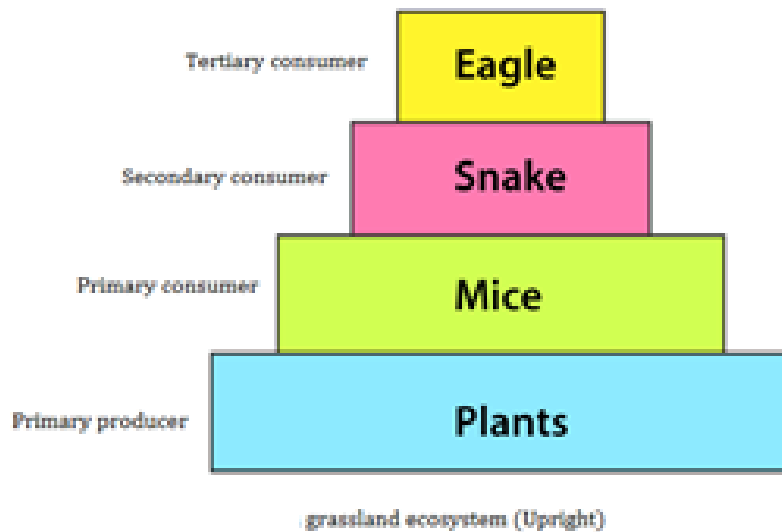 Tertiary consumer Eagle
Secondary consumer Snake
Primary consumer Mice
Primary producer Plants
grassland ecosystem (Upright)